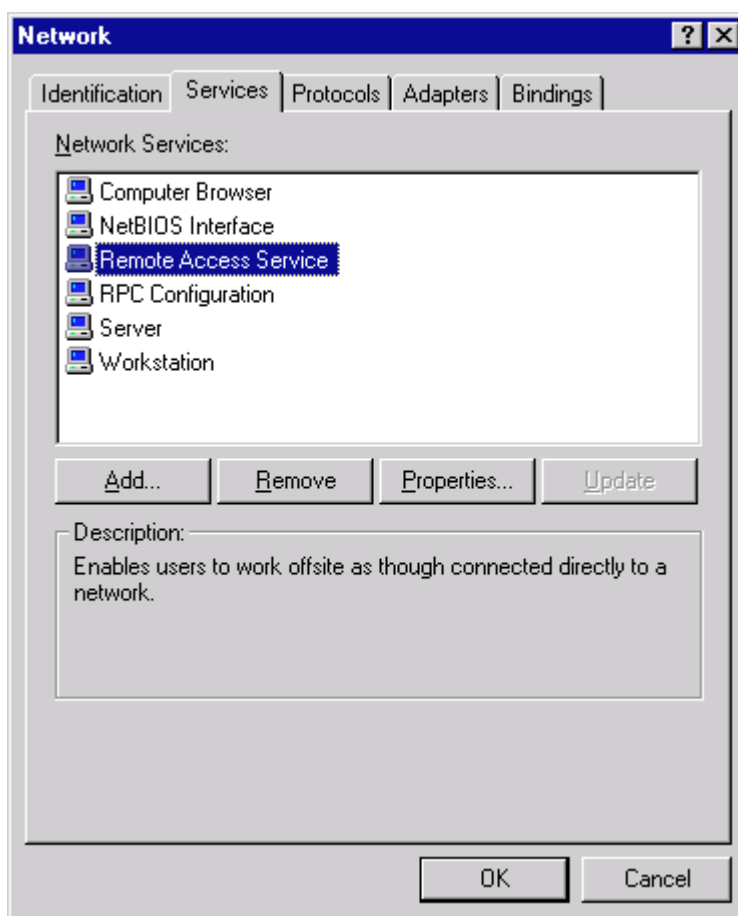 Network
Identification Services Protocols Adapters Bindings
Network Services:
Computer Browser
NetBIOS Interface
Remote Access Service
RPC Configuration
Server
Workstation
Add... Remove Properties... Update
Description:
Enables users to work offsite as though connected directly to a
network.
OK Cancel